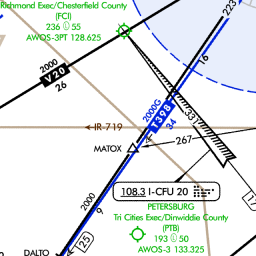 Richmond Exec/Chesterfield County
(FCI)
236 55
AWOS-3PT 128.625
223
16
2000
V20
26
2000G
T398
34
33
IR-719
MATOX
267
108.3 I-CFU 20
PETERSBURG
Tri Cities Exec/Dinwiddie County
(PTB)
193 50
AWOS-3 133.325
2000
9
DALTO
125